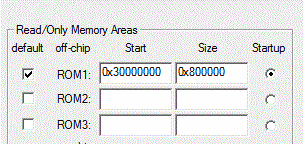 Read/Only Memory Areas
default off-chip Start Size Startup
ROM1: 0x30000000 0x800000
ROM2:
ROM3: